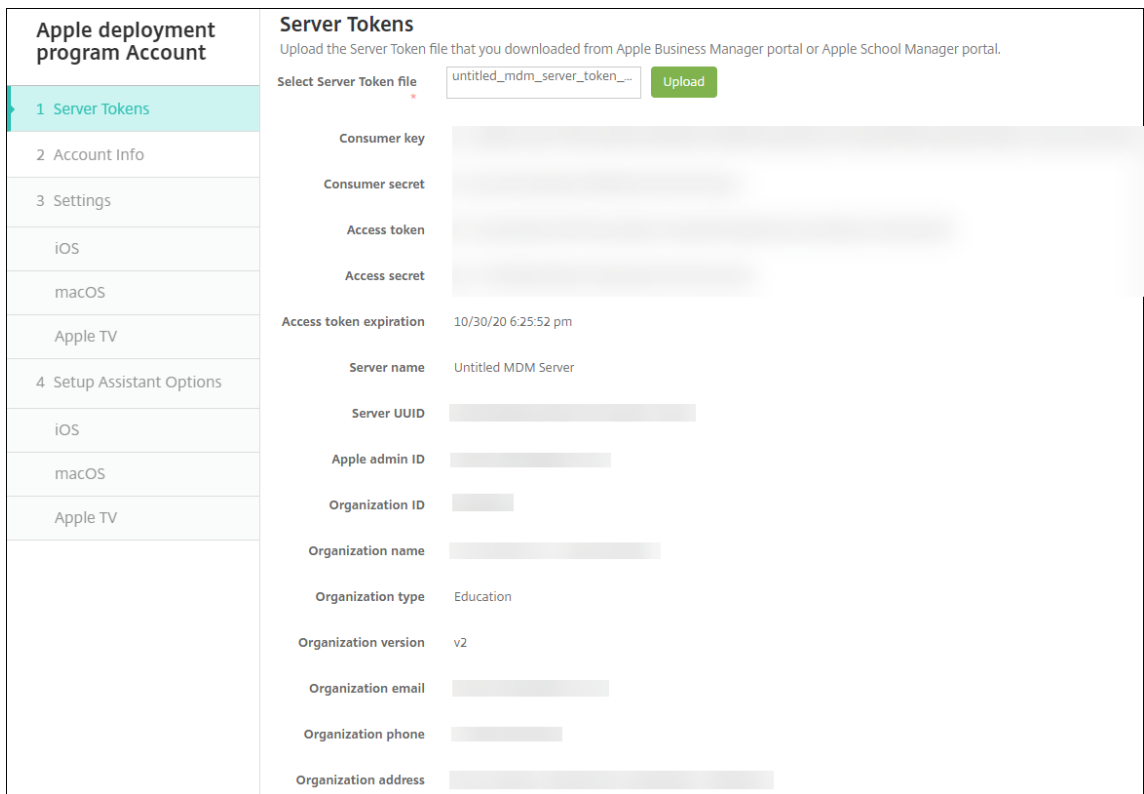 Apple deployment
program Account
1 Server Tokens
2 Account Info
3 Settings
iOS
macOS
Apple TV
4 Setup Assistant Options
iOS
macOS
Apple TV
Server Tokens
Upload the Server Token file that you downloaded from Apple Business Manager portal or Apple School Manager portal.
Select Server Token file untitled_mdm_server_token_... Upload
*
Consumer key
Consumer secret
Access token
Access secret
Access token expiration 10/30/20 6:25:52 pm
Server name Untitled MDM Server
Server UUID
Apple admin ID
Organization ID
Organization name
Organization type Education
Organization version v2
Organization email
Organization phone
Organization address